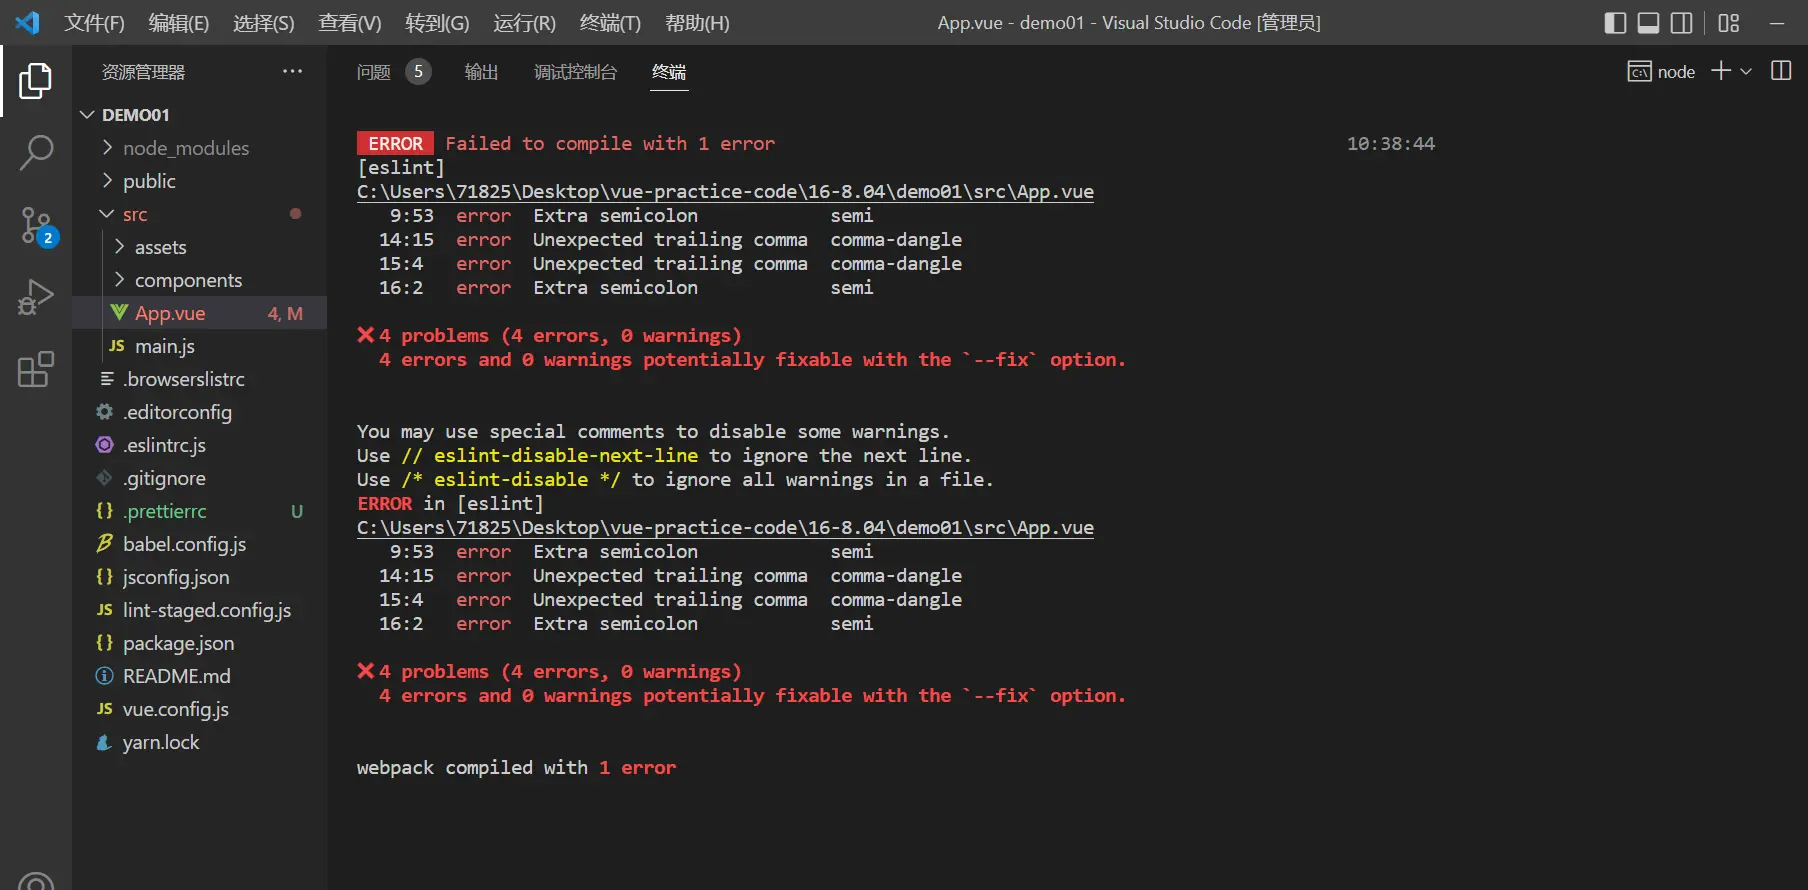 文件(F) 编辑(E) 选择(S) 查看(V) 转到(G) 运行(R) 终端(T) 帮助(H) App.vue - demo01 - Visual Studio Code [管理员]
资源管理器 ···
DEMO01
node_modules
public
src
assets
components
App.vue 4, M
JS main.js
.browserslistrc
.editorconfig
.eslintrc.js
.gitignore
{} .prettierrc U
babel.config.js
{} jsconfig.json
JS lint-staged.config.js
{} package.json
README.md
JS vue.config.js
yarn.lock
2
问题 5 输出 调试控制台 终端 node
ERROR Failed to compile with 1 error 10:38:44
[eslint]
C:\Users\71825\Desktop\vue-practice-code\16-8.04\demo01\src\App.vue
9:53 error Extra semicolon semi
14:15 error Unexpected trailing comma comma-dangle
15:4 error Unexpected trailing comma comma-dangle
16:2 error Extra semicolon semi
❌4 problems (4 errors, 0 warnings)
4 errors and 0 warnings potentially fixable with the `--fix` option.
You may use special comments to disable some warnings.
Use // eslint-disable-next-line to ignore the next line.
Use /* eslint-disable */ to ignore all warnings in a file.
ERROR in [eslint]
C:\Users\71825\Desktop\vue-practice-code\16-8.04\demo01\src\App.vue
9:53 error Extra semicolon semi
14:15 error Unexpected trailing comma comma-dangle
15:4 error Unexpected trailing comma comma-dangle
16:2 error Extra semicolon semi
❌4 problems (4 errors, 0 warnings)
4 errors and 0 warnings potentially fixable with the `--fix` option.
webpack compiled with 1 error